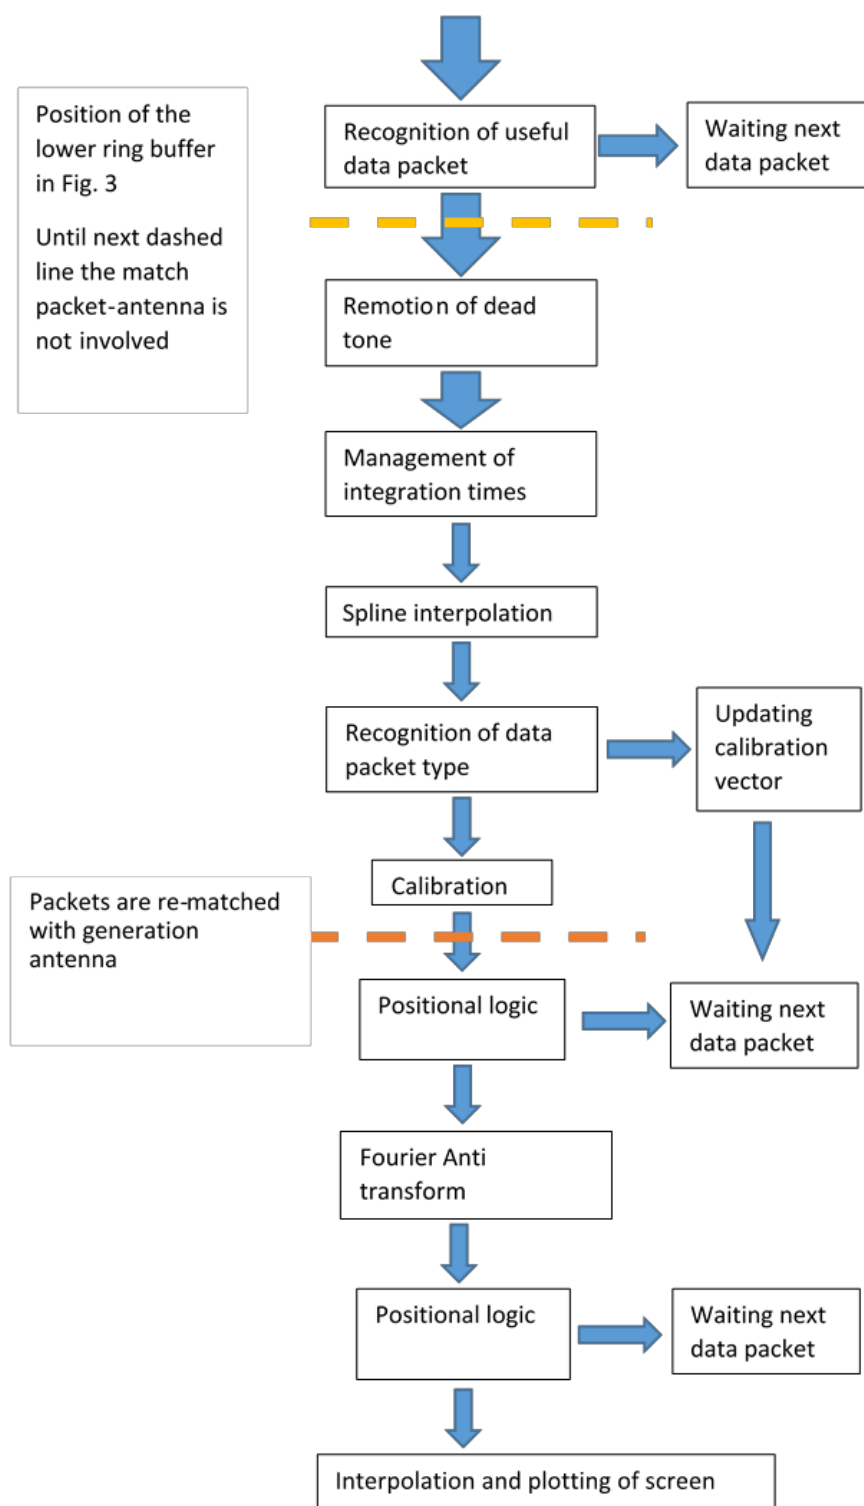 Position of the
lower ring buffer
in Fig. 3
Until next dashed
line the match
packet-antenna is
not involved
Recognition of useful
data packet
Waiting next
data packet
Remotion of dead
tone
Management of
integration times
Spline interpolation
Recognition of data
packet type
Updating
calibration
vector
Calibration
Packets are re-matched
with generation
antenna
Positional logic
Waiting next
data packet
Fourier Anti
transform
Positional logic
Waiting next
data packet
Interpolation and plotting of screen